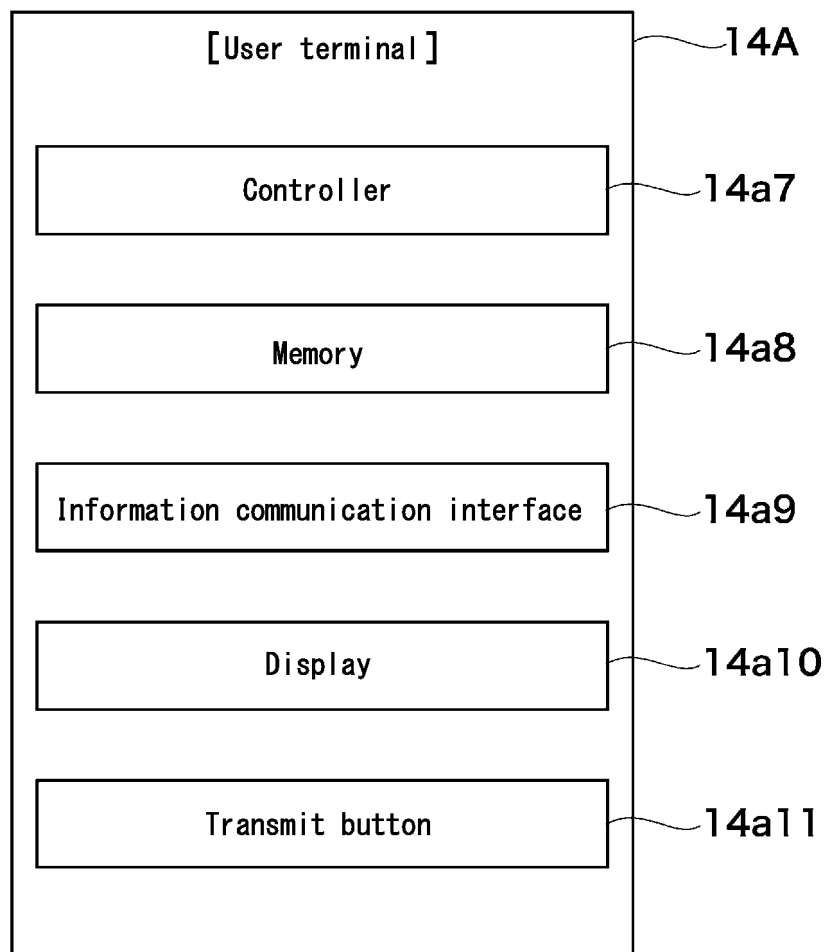 [User terminal]
14A
Controller
14a7
Memory
14a8
Information communication interface
14a9
Display
14a10
Transmit button
14a11